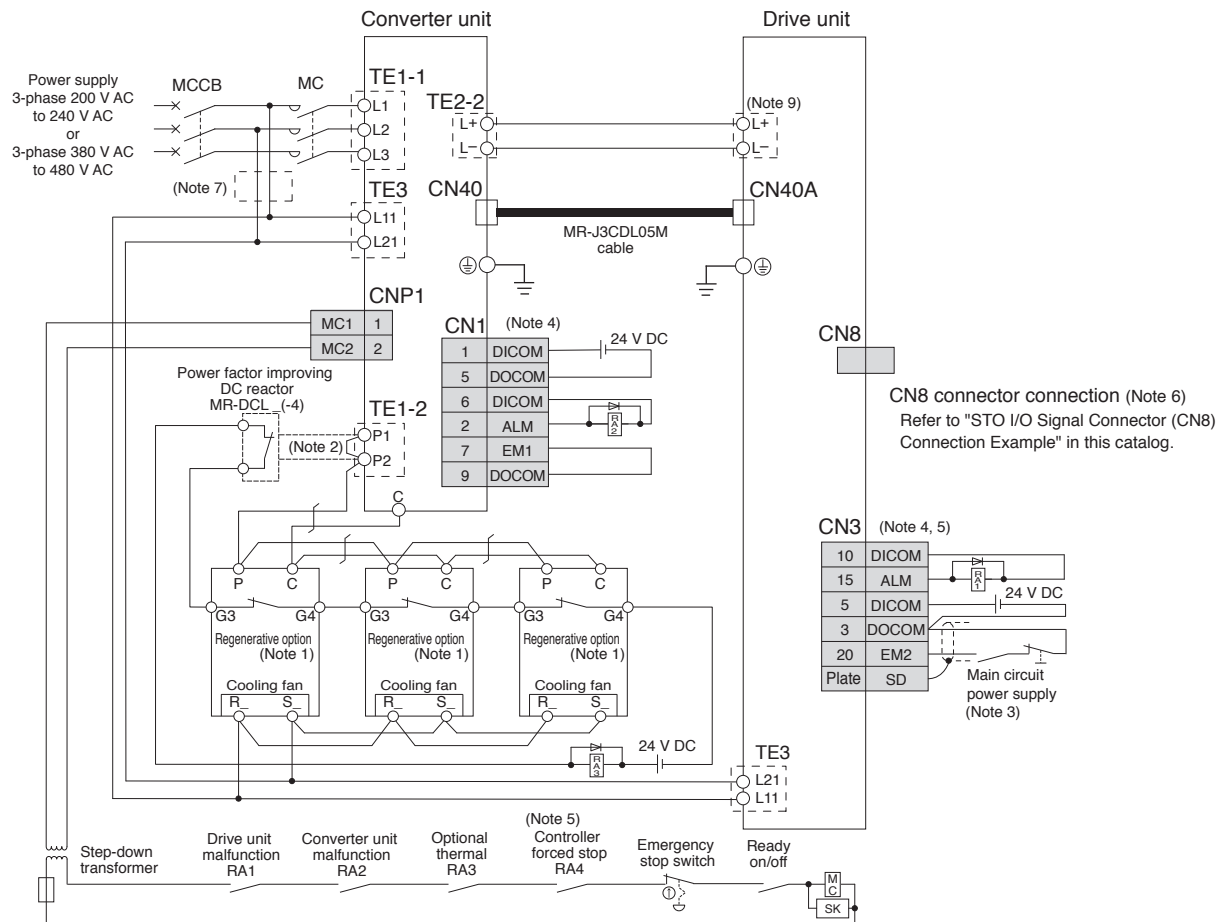 Converter unit
Drive unit
Power supply
3-phase 200 V AC
to 240 V AC
or
3-phase 380 V AC
to 480 V AC
MCCB
MC
TE1-1
L1
L2
L3
TE2-2
L+
L−
(Note 9)
L+
L−
(Note 7)
TE3
L11
L21
CN40
CN40A
MR-J3CDL05M
cable
CNP1
MC1 1
MC2 2
CN1 (Note 4)
1 DICOM
5 DOCOM
6 DICOM
2 ALM
7 EM1
9 DOCOM
24 V DC
RA2
CN8
CN8 connector connection (Note 6)
Refer to "STO I/O Signal Connector (CN8)
Connection Example" in this catalog.
Power factor improving
DC reactor
MR-DCL_(-4)
(Note 2)
TE1-2
P1
P2
C
P C P C P C
G3 G4 G3 G4 G3 G4
Regenerative option
(Note 1)
Regenerative option
(Note 1)
Regenerative option
(Note 1)
Cooling fan
R_ S_
Cooling fan
R_ S_
Cooling fan
R_ S_
CN3 (Note 4, 5)
10 DICOM
15 ALM
5 DICOM
3 DOCOM
20 EM2
Plate SD
RA1
24 V DC
Main circuit
power supply
(Note 3)
RA3
24 V DC
TE3
L21
L11
Step-down
transformer
Drive unit
malfunction
RA1
Converter unit
malfunction
RA2
Optional
thermal
RA3
(Note 5)
Controller
forced stop
RA4
Emergency
stop switch
Ready
on/off
MC
SK